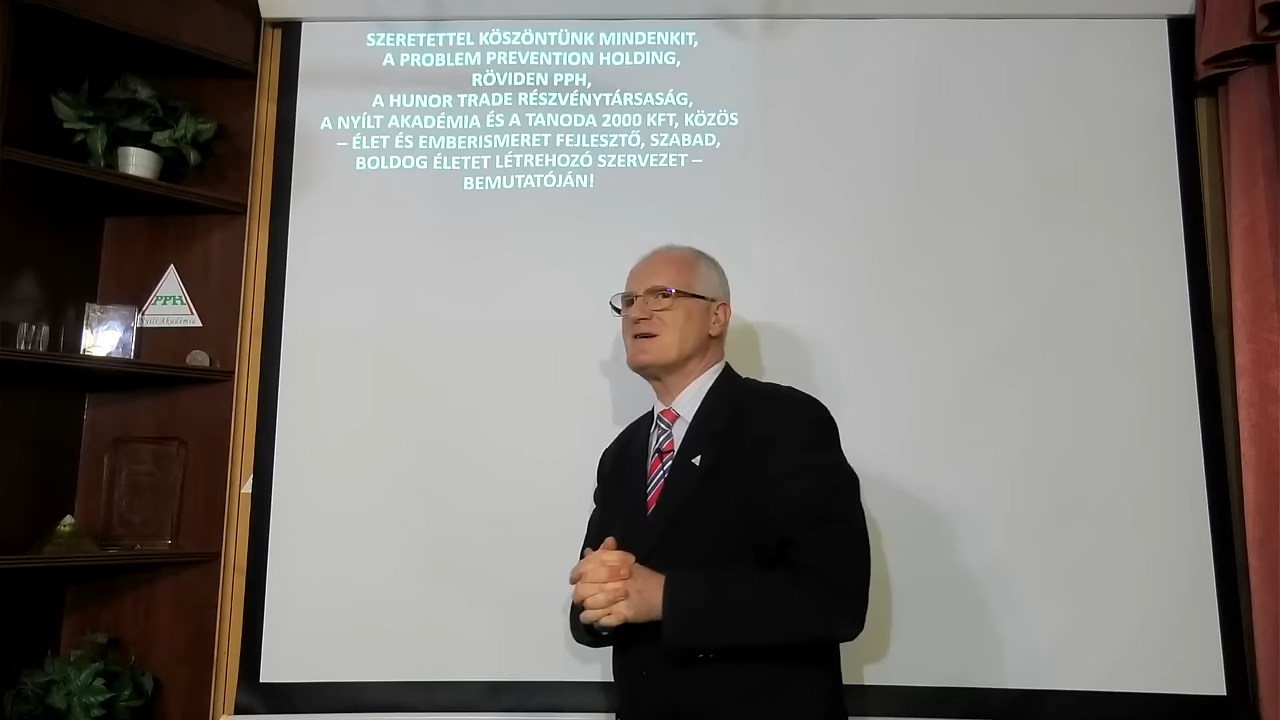 SZERETETTEL KÖSZÖNTÜNK MINDENKIT,
A PROBLEM PREVENTION HOLDING,
RÖVIDEN PPH,
A HUNOR TRADE RÉSZVÉNYTÁRSASÁG,
A NYÍLT AKADÉMIA ÉS A TANODA 2000 KFT, KÖZÖS
– ÉLET ÉS EMBERISMERET FEJLESZTŐ, SZABAD,
BOLDOG ÉLETET LÉTREHOZÓ SZERVEZET –
BEMUTATÓJÁN!
PPH
Nyílt Akadémia